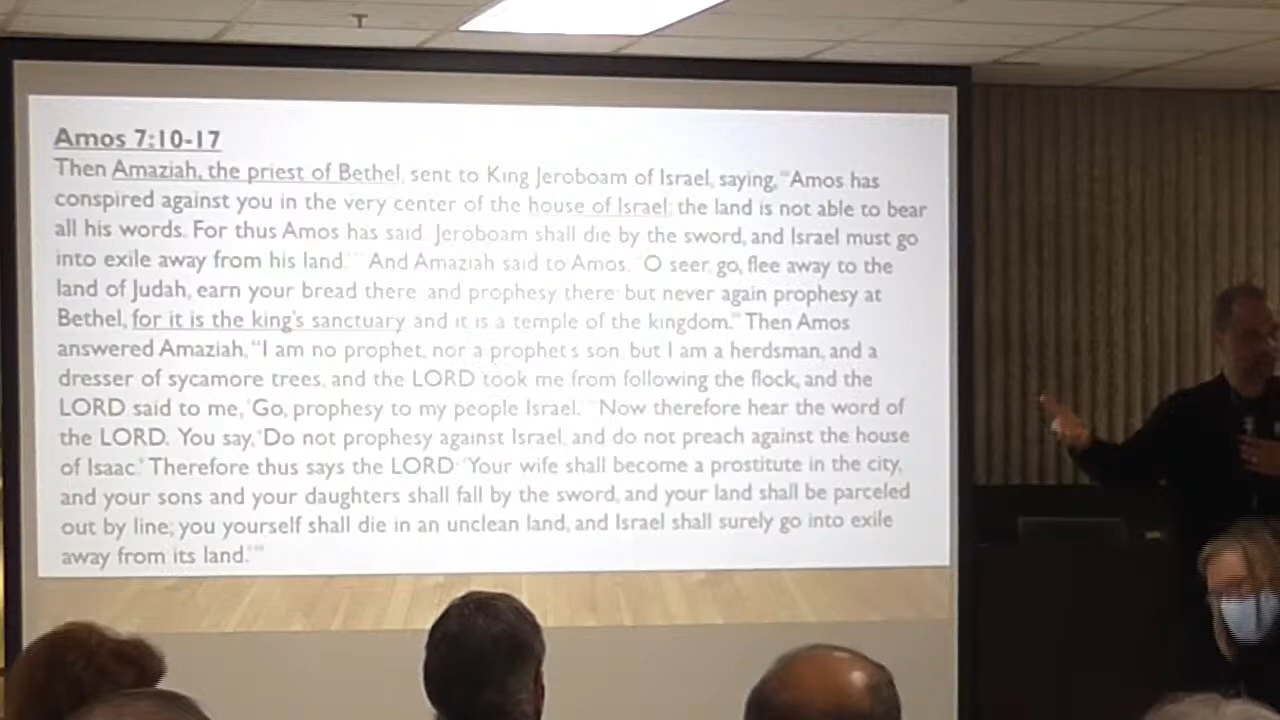 Amos 7:10-17
Then Amaziah, the priest of Bethel, sent to King Jeroboam of Israel, saying, "Amos has
conspired against you in the very center of the house of Israel; the land is not able to bear
all his words. For thus Amos has said, Jeroboam shall die by the sword, and Israel must go
into exile away from his land.'" And Amaziah said to Amos, "O seer, go, flee away to the
land of Judah, earn your bread there and prophesy there but never again prophesy at
Bethel, for it is the king's sanctuary and it is a temple of the kingdom." Then Amos
answered Amaziah, "I am no prophet, nor a prophet's son, but I am a herdsman, and a
dresser of sycamore trees, and the LORD took me from following the flock, and the
LORD said to me, 'Go, prophesy to my people Israel.' "Now therefore hear the word of
the LORD. You say, 'Do not prophesy against Israel, and do not preach against the house
of Isaac.' Therefore thus says the LORD: 'Your wife shall become a prostitute in the city,
and your sons and your daughters shall fall by the sword, and your land shall be parceled
out by line; you yourself shall die in an unclean land, and Israel shall surely go into exile
away from its land.'"